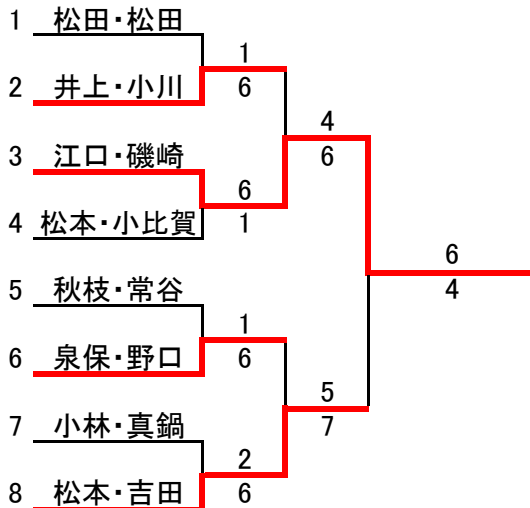 1 松田・松田
1
2 井上・小川
6
4
3 江口・磯崎
6
6
4 松本・小比賀
1
6
5 秋枝・常谷
4
1
6 泉保・野口
6
5
7 小林・真鍋
7
2
8 松本・吉田
6